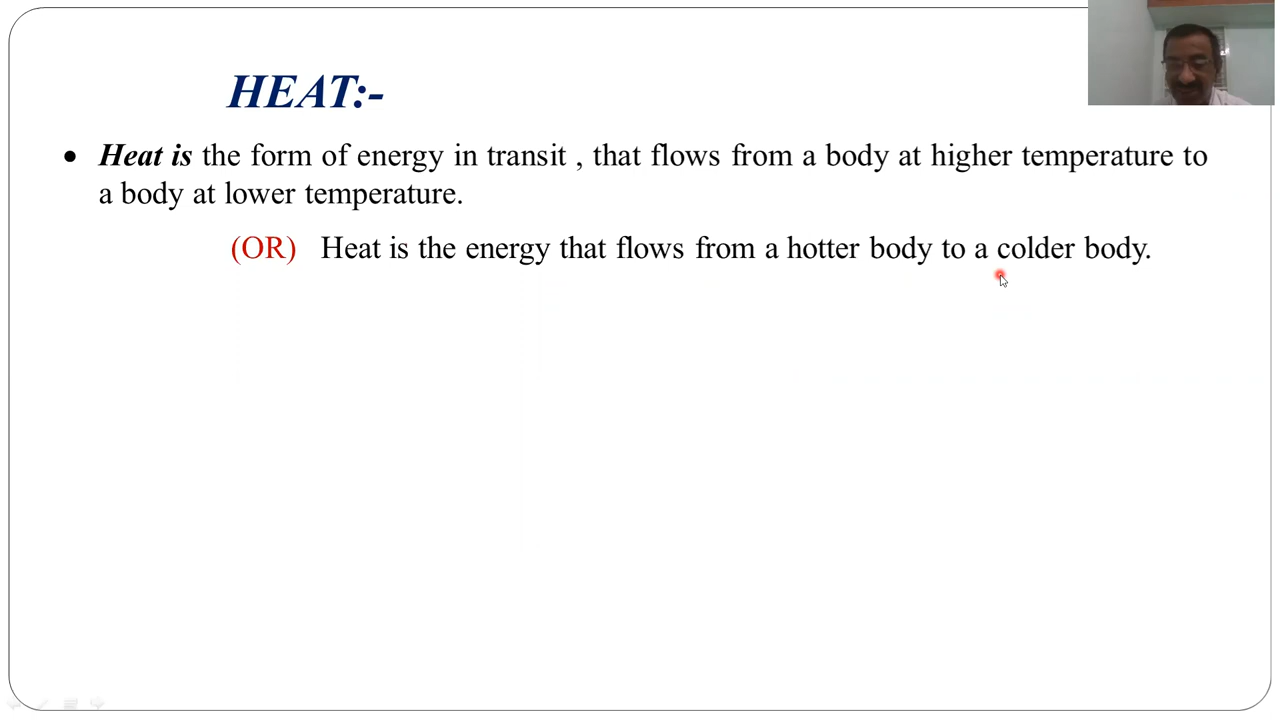 HEAT:-
• Heat is the form of energy in transit , that flows from a body at higher temperature to
a body at lower temperature.
(OR) Heat is the energy that flows from a hotter body to a colder body.